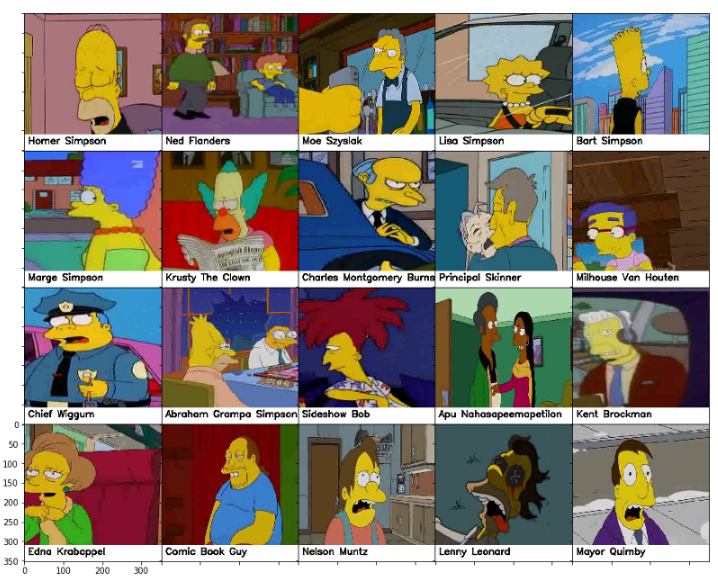 Homer Simpson
Ned Flanders
Moe Szyslak
Lisa Simpson
Bart Simpson
Marge Simpson
Krusty The Clown
Charles Montgomery Burns
Principal Skinner
Milhouse Van Houten
Chief Wiggum
Abraham Grampa Simpson
Sideshow Bob
Apu Nahasapeemapetilon
Kent Brockman
0
50
100
150
200
250
300
350
Edna Krabappel
Comic Book Guy
Nelson Muntz
Lenny Leonard
Mayor Quimby
0 100 200 300